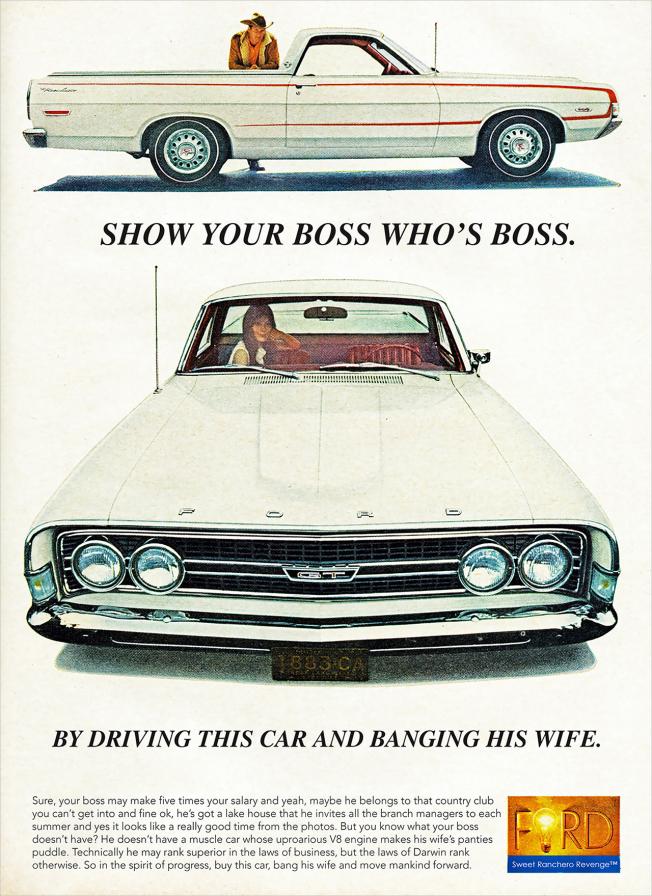 Ranchero
SHOW YOUR BOSS WHO'S BOSS.
FORD
GT
BY DRIVING THIS CAR AND BANGING HIS WIFE.
Sure, your boss may make five times your salary and yeah, maybe he belongs to that country club
you can't get into and fine ok, he's got a lake house that he invites all the branch managers to each
summer and yes it looks like a really good time from the photos. But you know what your boss
doesn't have? He doesn't have a muscle car whose uproarious V8 engine makes his wife's panties
puddle. Technically he may rank superior in the laws of business, but the laws of Darwin rank
otherwise. So in the spirit of progress, buy this car, bang his wife and move mankind forward.
FORD
Sweet Ranchero Revenge™